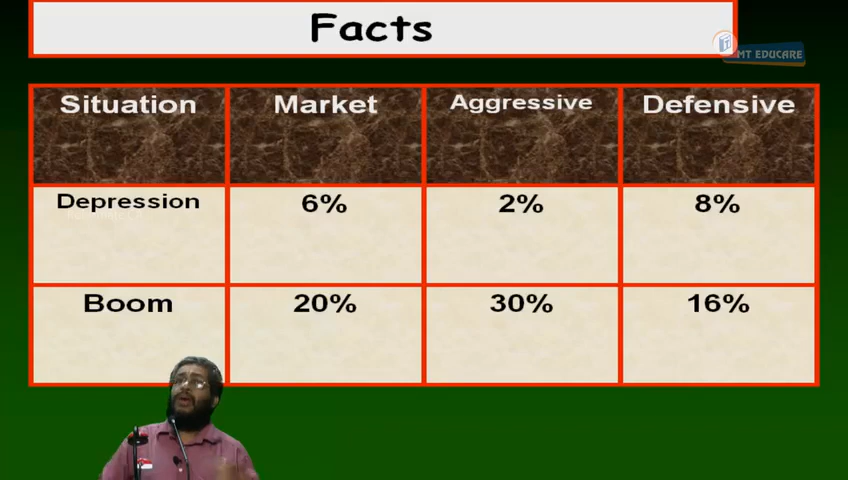 Facts
MT EDUCARE
Situation Market Aggressive Defensive
Depression 6% 2% 8%
Boom 20% 30% 16%